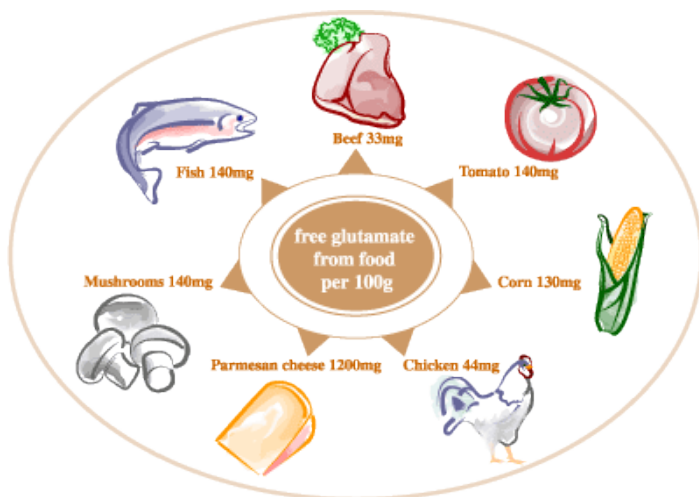 Beef 33mg
Fish 140mg
Tomato 140mg
free glutamate
from food
per 100g
Mushrooms 140mg
Corn 130mg
Parmesan cheese 1200mg
Chicken 44mg